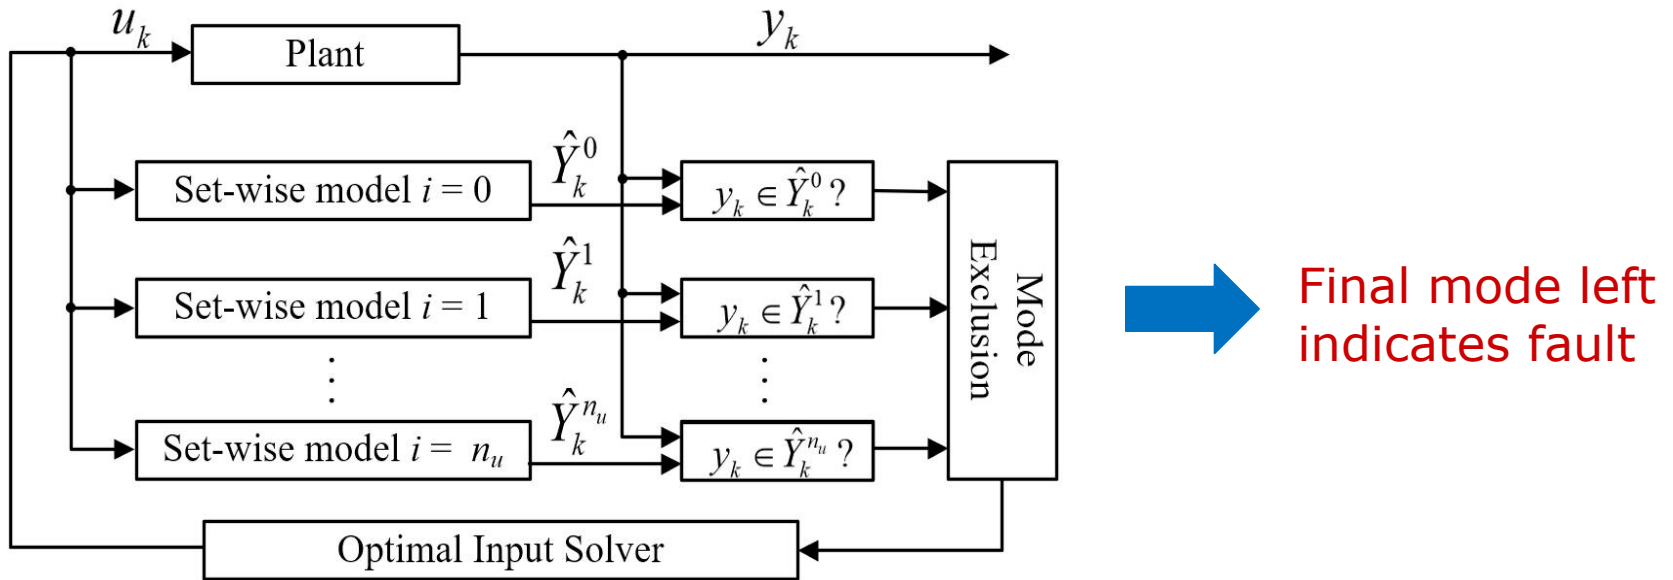 u_k
Plant
y_k
Set-wise model i = 0
Ŷ_k^0
y_k ∈ Ŷ_k^0 ?
Set-wise model i = 1
Ŷ_k^1
y_k ∈ Ŷ_k^1 ?
⋮
⋮
Set-wise model i = n_u
Ŷ_k^{n_u}
y_k ∈ Ŷ_k^{n_u} ?
Mode
Exclusion
Optimal Input Solver
Final mode left
indicates fault